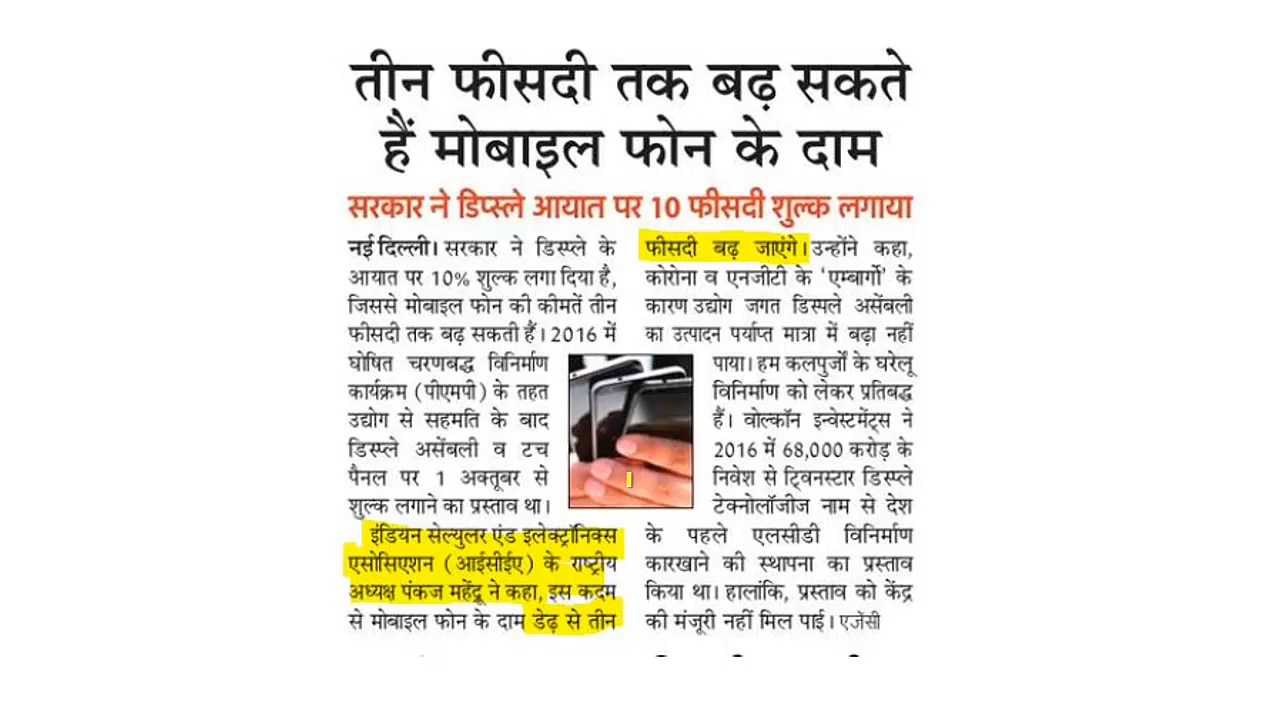 तीन फीसदी तक बढ़ सकते
हैं मोबाइल फोन के दाम
सरकार ने डिप्स्ले आयात पर 10 फीसदी शुल्क लगाया
नई दिल्ली। सरकार ने डिस्प्ले के
आयात पर 10% शुल्क लगा दिया है,
जिससे मोबाइल फोन की कीमतें तीन
फीसदी तक बढ़ सकती हैं। 2016 में
घोषित चरणबद्ध विनिर्माण
कार्यक्रम (पीएमपी) के तहत
उद्योग से सहमति के बाद
डिस्प्ले असेंबली व टच
पैनल पर 1 अक्तूबर से
शुल्क लगाने का प्रस्ताव था।
इंडियन सेल्युलर एंड इलेक्ट्रॉनिक्स
एसोसिएशन (आईसीईए) के राष्ट्रीय
अध्यक्ष पंकज महेंद्रू ने कहा, इस कदम
से मोबाइल फोन के दाम डेढ़ से तीन
फीसदी बढ़ जाएंगे। उन्होंने कहा,
कोरोना व एनजीटी के ‘एम्बार्गो’ के
कारण उद्योग जगत डिस्पले असेंबली
का उत्पादन पर्याप्त मात्रा में बढ़ा नहीं
पाया। हम कलपुर्जों के घरेलू
विनिर्माण को लेकर प्रतिबद्ध
हैं। वोल्कॉन इन्वेस्टमेंट्स ने
2016 में 68,000 करोड़ के
निवेश से ट्विनस्टार डिस्प्ले
टेक्नोलॉजीज नाम से देश
के पहले एलसीडी विनिर्माण
कारखाने की स्थापना का प्रस्ताव
किया था। हालांकि, प्रस्ताव को केंद्र
की मंजूरी नहीं मिल पाई। एजेंसी